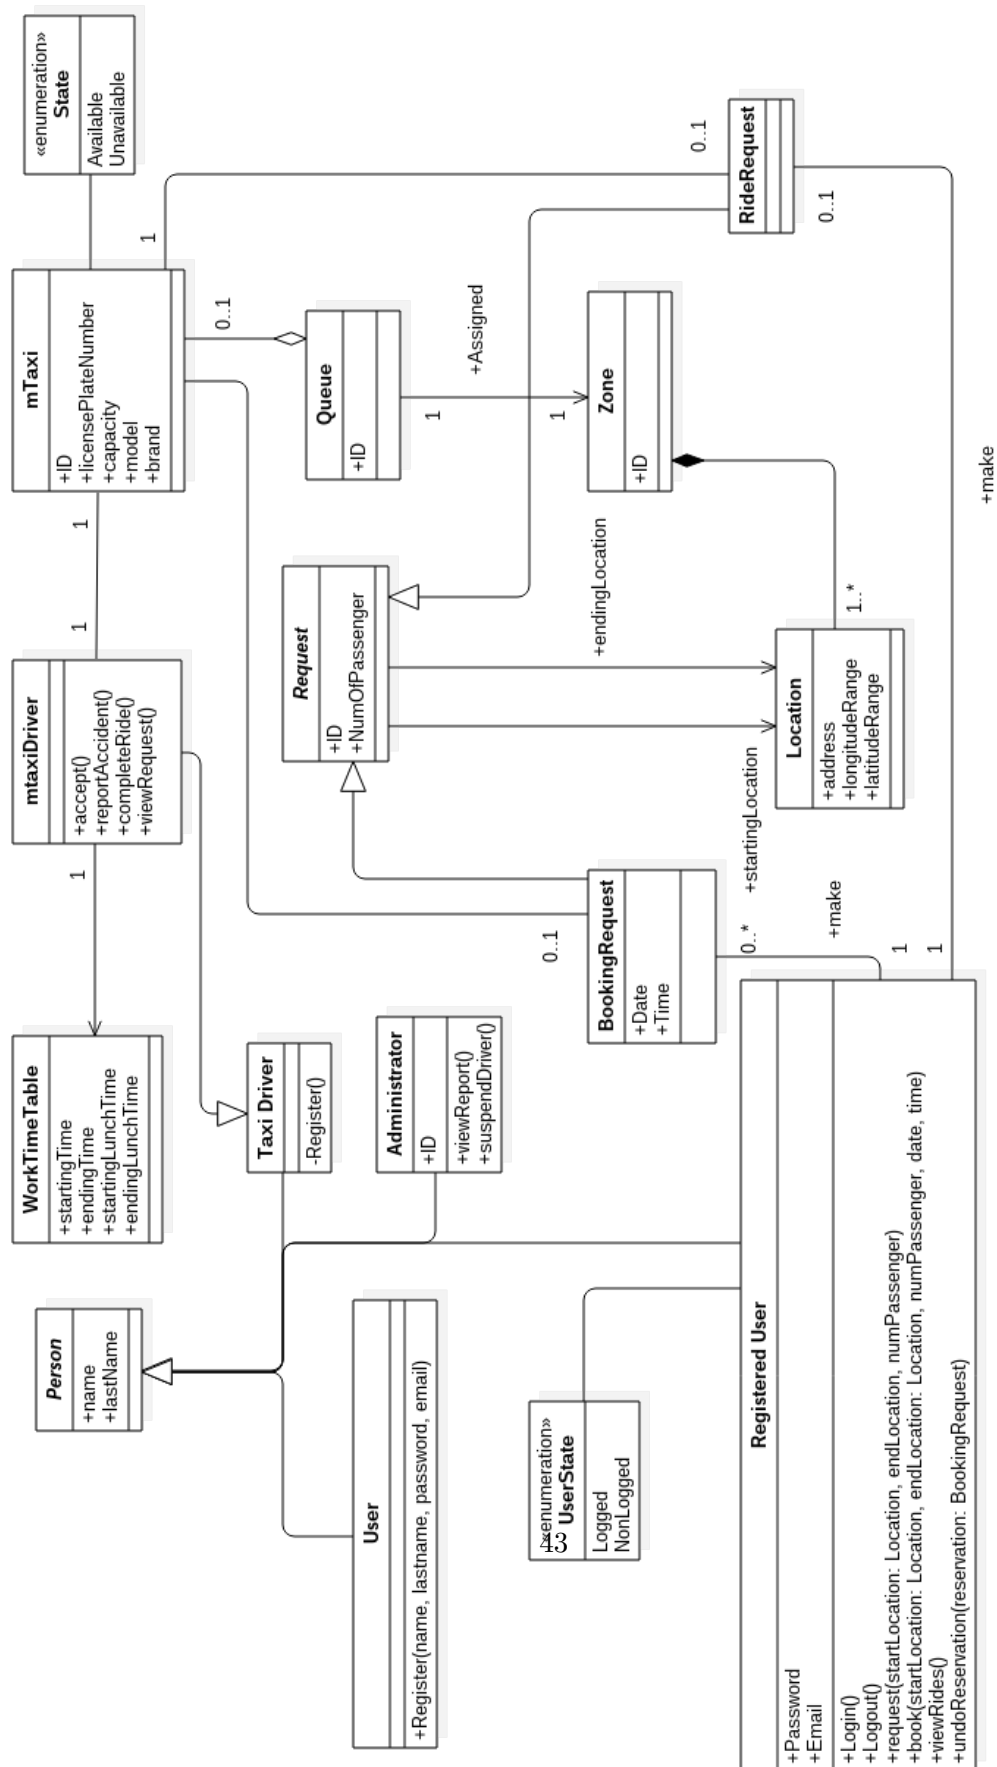 «enumeration»
State
Available
Unavailable
mTaxi
+ID
+licensePlateNumber
+capacity
+model
+brand
1
1
0..1
mtaxiDriver
+accept()
+reportAccident()
+completeRide()
+viewRequest()
1
1
WorkTimeTable
+startingTime
+endingTime
+startingLunchTime
+endingLunchTime
Person
+name
+lastName
Queue
+ID
1
+Assigned
1
Zone
+ID
RideRequest
0..1
0..1
Request
+ID
+NumOfPassenger
+endingLocation
+startingLocation
Location
+address
+longitudeRange
+latitudeRange
1..*
BookingRequest
+Date
+Time
0..1
0..*
+make
1
1
+make
Taxi Driver
-Register()
Administrator
+ID
+viewReport()
+suspendDriver()
User
+Register(name, lastname, password, email)
«enumeration»
UserState
Logged
NonLogged
43
Registered User
+Password
+Email
+Login()
+Logout()
+request(startLocation: Location, endLocation, numPassenger)
+book(startLocation: Location, endLocation: Location, numPassenger, date, time)
+viewRides()
+undoReservation(reservation: BookingRequest)